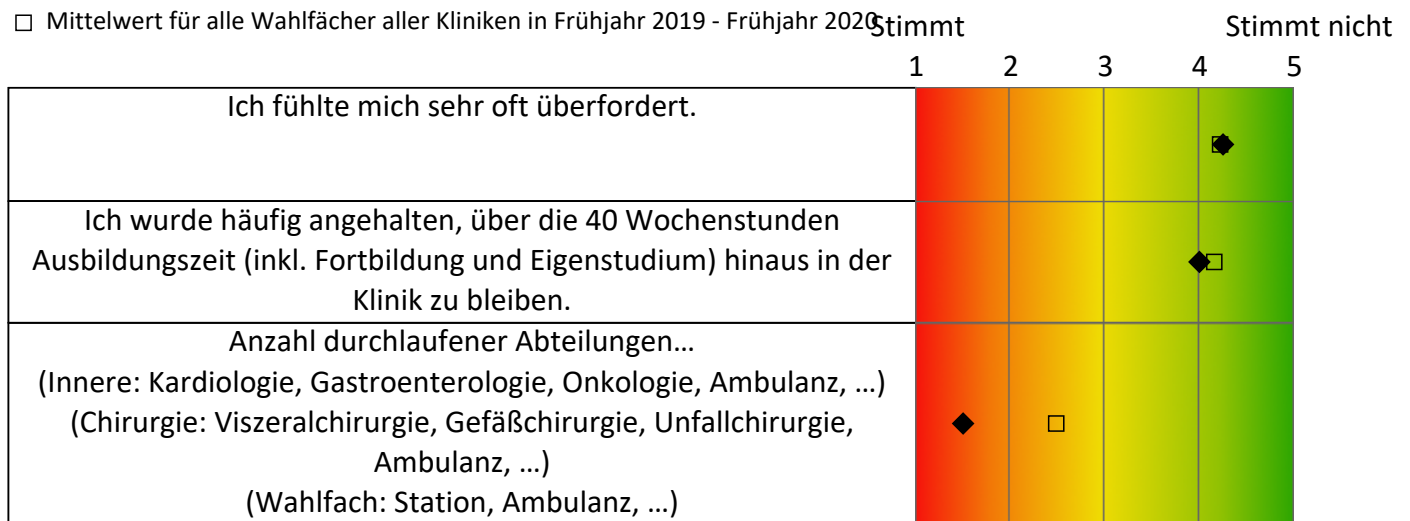 □ Mittelwert für alle Wahlfächer aller Kliniken in Frühjahr 2019 - Frühjahr 2020
Stimmt Stimmt nicht
1 2 3 4 5
Ich fühlte mich sehr oft überfordert.
Ich wurde häufig angehalten, über die 40 Wochenstunden
Ausbildungszeit (inkl. Fortbildung und Eigenstudium) hinaus in der
Klinik zu bleiben.
Anzahl durchlaufener Abteilungen…
(Innere: Kardiologie, Gastroenterologie, Onkologie, Ambulanz, …)
(Chirurgie: Viszeralchirurgie, Gefäßchirurgie, Unfallchirurgie,
Ambulanz, …)
(Wahlfach: Station, Ambulanz, …)